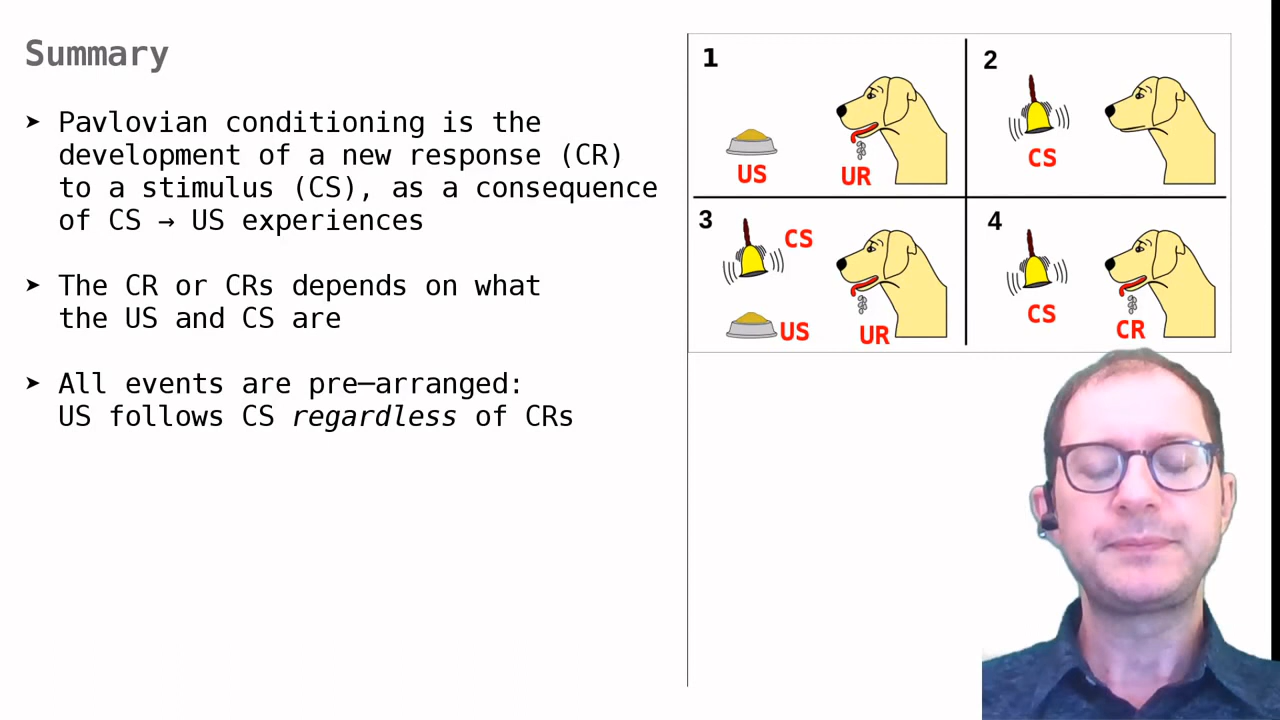 Summary
➤ Pavlovian conditioning is the
development of a new response (CR)
to a stimulus (CS), as a consequence
of CS → US experiences
➤ The CR or CRs depends on what
the US and CS are
➤ All events are pre—arranged:
US follows CS regardless of CRs
1
US
UR
2
CS
3
CS
US
UR
4
CS
CR